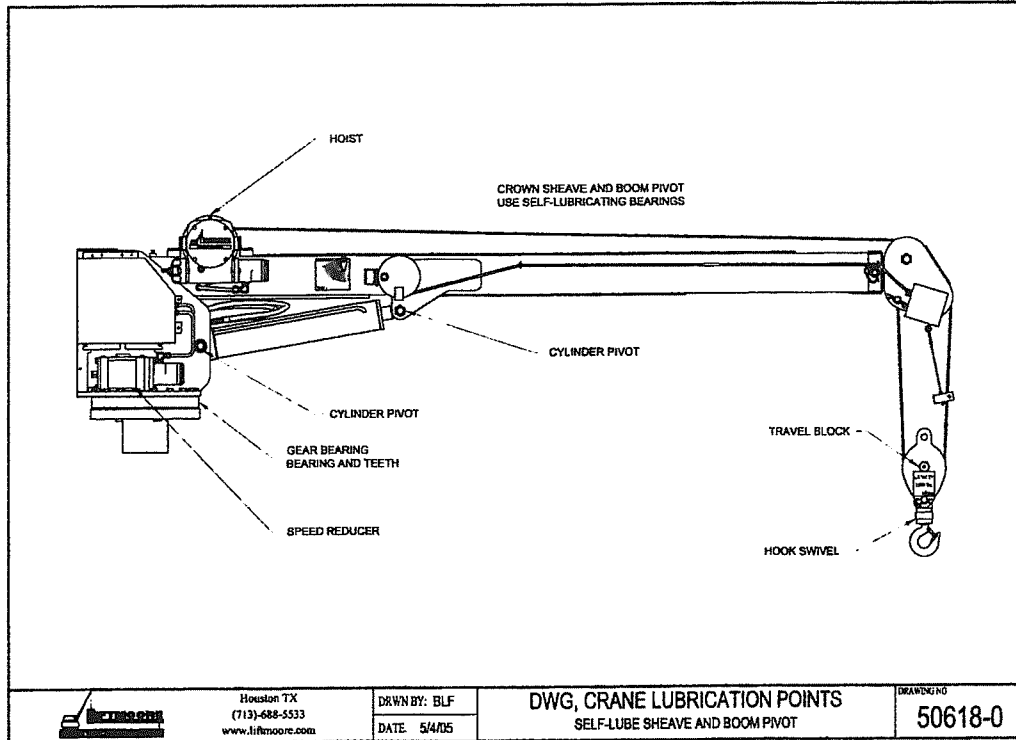 HOIST
CROWN SHEAVE AND BOOM PIVOT
USE SELF-LUBRICATING BEARINGS
CYLINDER PIVOT
CYLINDER PIVOT
GEAR BEARING
BEARING AND TEETH
TRAVEL BLOCK
SPEED REDUCER
HOOK SWIVEL
LIFTMOORE
Houston TX
(713)-688-5533
www.liftmoore.com
DRWN BY: BLF
DATE 5/4/05
DWG, CRANE LUBRICATION POINTS
SELF-LUBE SHEAVE AND BOOM PIVOT
DRAWING NO
50618-0